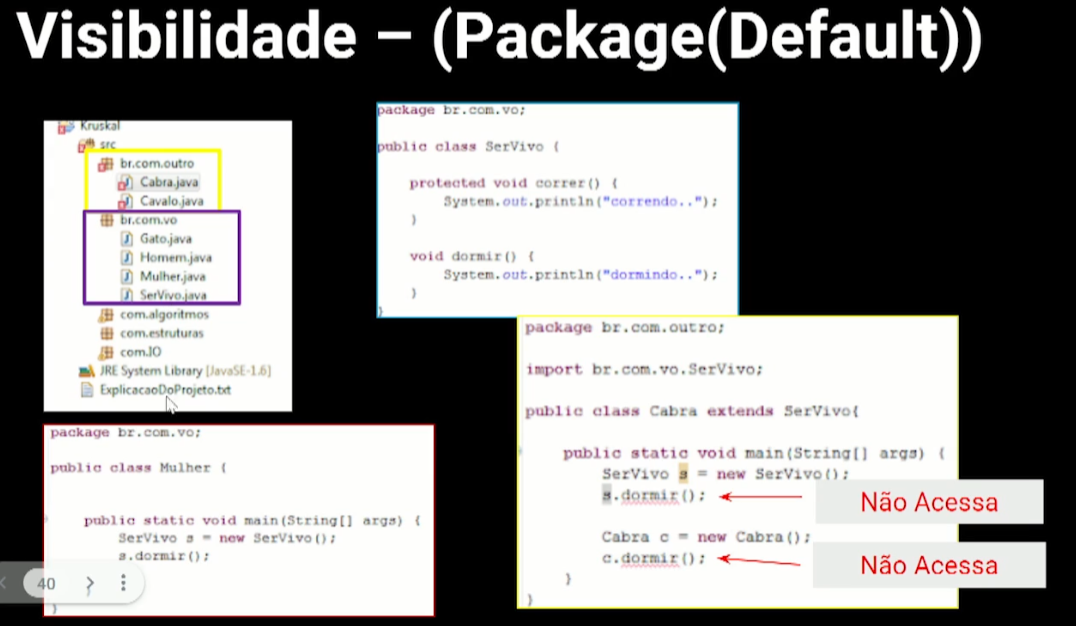 Visibilidade – (Package(Default))
Kruskal
src
br.com.outro
Cabra.java
Cavalo.java
br.com.vo
Gato.java
Homem.java
Mulher.java
SerVivo.java
com.algoritmos
com.estruturas
com.IO
JRE System Library [JavaSE-1.6]
ExplicacaoDoProjeto.txt
package br.com.vo;
public class SerVivo {
protected void correr() {
System.out.println("correndo..");
}
void dormir() {
System.out.println("dormindo..");
}
}
package br.com.vo;
public class Mulher {
public static void main(String[] args) {
SerVivo s = new SerVivo();
s.dormir();
}
}
40
package br.com.outro;
import br.com.vo.SerVivo;
public class Cabra extends SerVivo{
public static void main(String[] args) {
SerVivo s = new SerVivo();
s.dormir();
Não Acessa
Cabra c = new Cabra();
c.dormir();
Não Acessa
}
}